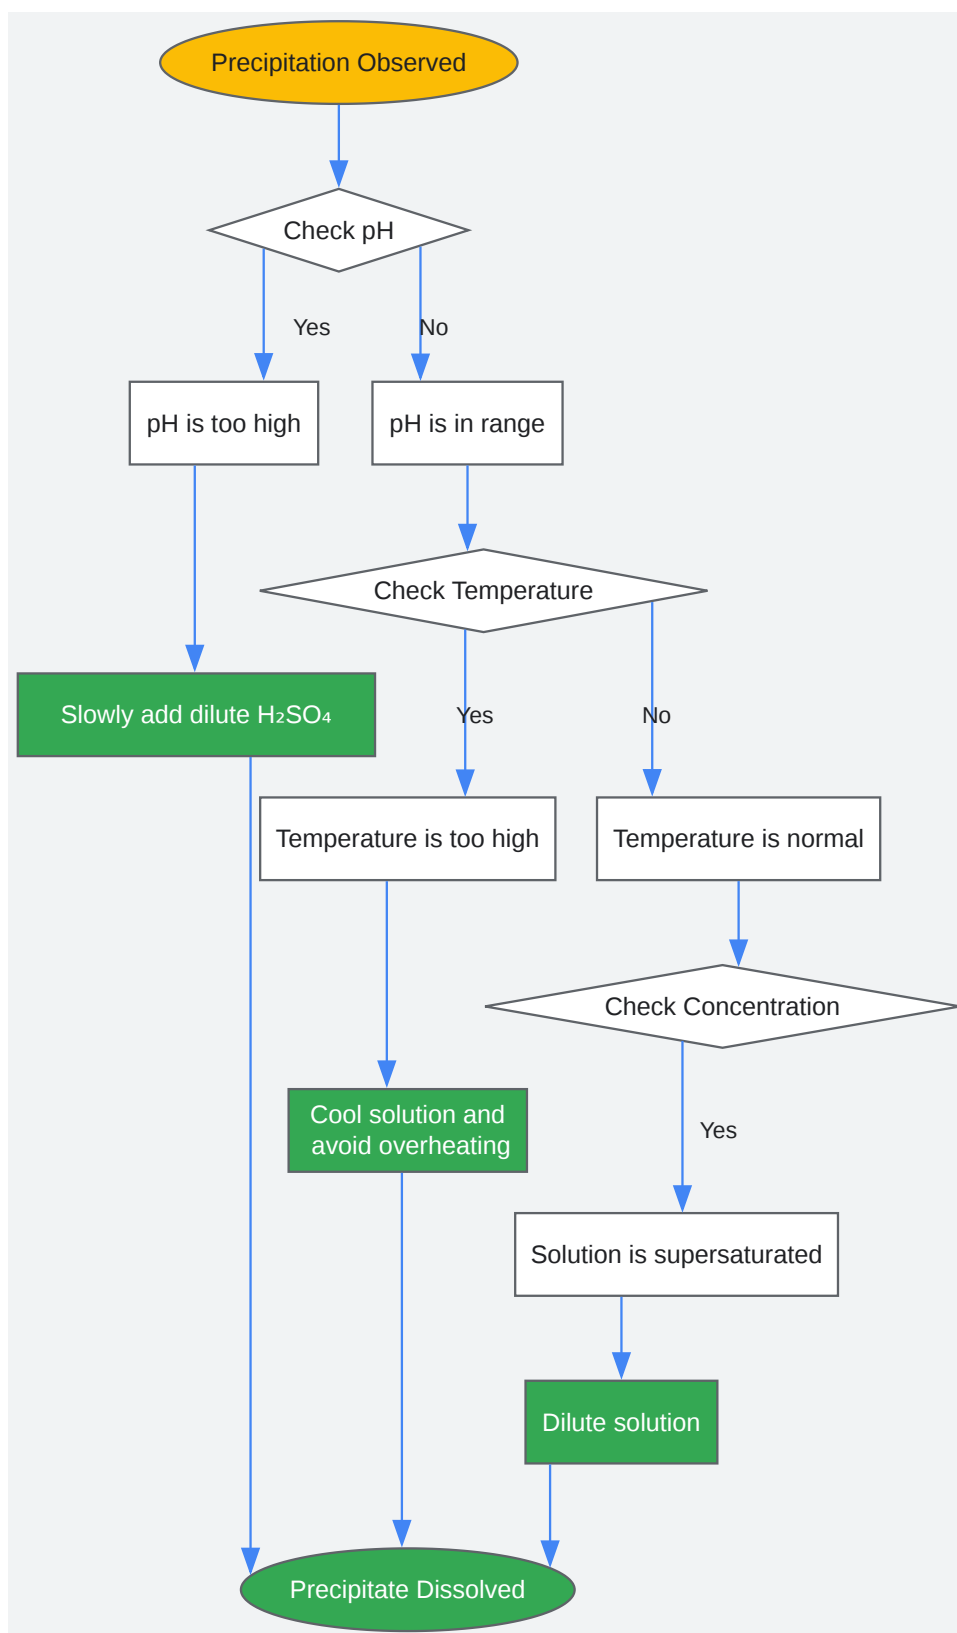 Precipitation Observed
Check pH
Yes
No
pH is too high
pH is in range
Check Temperature
Slowly add dilute H₂SO₄
Yes
No
Temperature is too high
Temperature is normal
Check Concentration
Cool solution and
avoid overheating
Yes
Solution is supersaturated
Dilute solution
Precipitate Dissolved